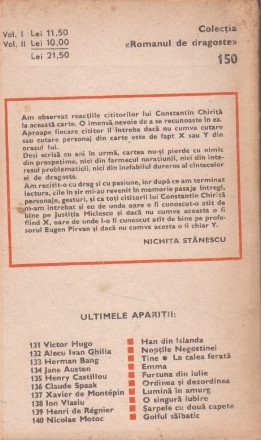 Vol. I Lei 11,50
Vol. II Lei 10,00
Lei 21,50
Colecția
«Romanul de dragoste»
150
Am observat reacțiile cititorilor lui Constantin Chiriță
la această carte. O imensă nevoie de a se recunoaște în ea.
Aproape fiecare cititor îl întreba dacă nu cumva cutare
sau cutare personaj din carte este de fapt X sau Y din
orașul lui.
Deși scrisă cu ani în urmă, cartea nu-și pierde cu nimic
din prospețime, nici din farmecul narațiunii, nici din inte-
resul problematicii, nici din inefabilul dureros al cîntecelor
ei de dragoste.
Am recitit-o cu drag și cu pasiune, iar după ce am terminat
lectura, zile în șir mi-au revenit în memorie pasaje întregi,
personaje, gesturi, și ca toți cititorii lui Constantin Chiriță
m-am întrebat și eu de unde oare o fi cunoscut-o atît de
bine pe Justiția Miclescu și dacă nu cumva aceasta o fi
fiind X, oare de unde l-o fi cunoscut atît de bine pe profe-
sorul Eugen Pîrvan și dacă nu cumva acesta o fi chiar Y.
NICHITA STĂNESCU
ULTIMELE APARIȚII:
131 Victor Hugo Han din Islanda
132 Alecu Ivan Ghilia Nopțile Negostinei
133 Herman Bang Tine • La calea ferată
134 Jane Austen Emma
135 Henry Castillou Furtuna din iulie
136 Claude Spaak Ordinea și dezordinea
137 Xavier de Montépin Lumină în amurg
138 Ion Vlasiu O singură iubire
139 Henri de Régnier Șarpele cu două capete
140 Nicolae Motoc Golful sălbatic